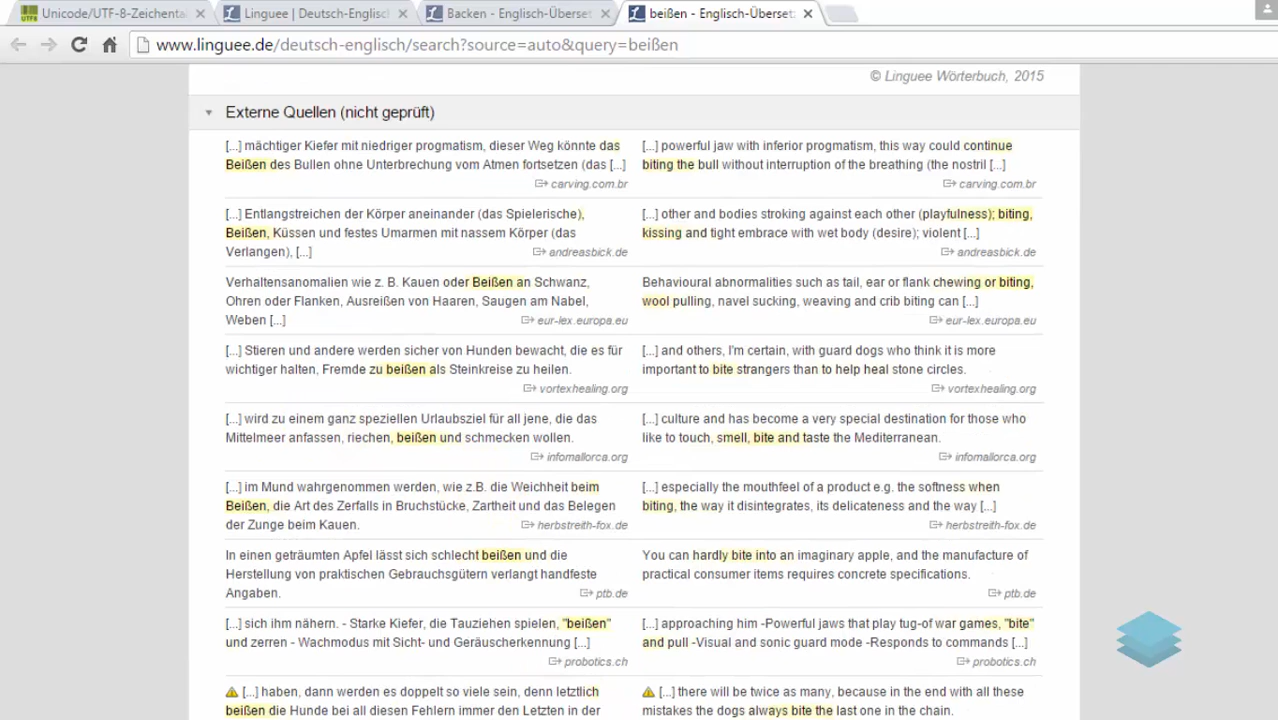 Unicode/UTF-8-Zeichenta
Linguee | Deutsch-Englisc
Backen - Englisch-Überset
beißen - Englisch-Überset
www.linguee.de/deutsch-englisch/search?source=auto&query=beißen
© Linguee Wörterbuch, 2015
Externe Quellen (nicht geprüft)
[...] mächtiger Kiefer mit niedriger progmatism, dieser Weg könnte das
Beißen des Bullen ohne Unterbrechung vom Atmen fortsetzen (das [...]
carving.com.br
[...] powerful jaw with inferior progmatism, this way could continue
biting the bull without interruption of the breathing (the nostril [...]
carving.com.br
[...] Entlangstreichen der Körper aneinander (das Spielerische),
Beißen, Küssen und festes Umarmen mit nassem Körper (das
Verlangen), [...]
andreasbick.de
[...] other and bodies stroking against each other (playfulness); biting,
kissing and tight embrace with wet body (desire); violent [...]
andreasbick.de
Verhaltensanomalien wie z. B. Kauen oder Beißen an Schwanz,
Ohren oder Flanken, Ausreißen von Haaren, Saugen am Nabel,
Weben [...]
eur-lex.europa.eu
Behavioural abnormalities such as tail, ear or flank chewing or biting,
wool pulling, navel sucking, weaving and crib biting can [...]
eur-lex.europa.eu
[...] Stieren und andere werden sicher von Hunden bewacht, die es für
wichtiger halten, Fremde zu beißen als Steinkreise zu heilen.
vortexhealing.org
[...] and others, I'm certain, with guard dogs who think it is more
important to bite strangers than to help heal stone circles.
vortexhealing.org
[...] wird zu einem ganz speziellen Urlaubsziel für all jene, die das
Mittelmeer anfassen, riechen, beißen und schmecken wollen.
infomallorca.org
[...] culture and has become a very special destination for those who
like to touch, smell, bite and taste the Mediterranean.
infomallorca.org
[...] im Mund wahrgenommen werden, wie z.B. die Weichheit beim
Beißen, die Art des Zerfalls in Bruchstücke, Zartheit und das Belegen
der Zunge beim Kauen.
herbstreith-fox.de
[...] especially the mouthfeel of a product e.g. the softness when
biting, the way it disintegrates, its delicateness and the way [...]
herbstreith-fox.de
In einen geträumten Apfel lässt sich schlecht beißen und die
Herstellung von praktischen Gebrauchsgütern verlangt handfeste
Angaben.
ptb.de
You can hardly bite into an imaginary apple, and the manufacture of
practical consumer items requires concrete specifications.
ptb.de
[...] sich ihm nähern. - Starke Kiefer, die Tauziehen spielen, "beißen"
und zerren - Wachmodus mit Sicht- und Geräuscherkennung [...]
probotics.ch
[...] approaching him -Powerful jaws that play tug-of war games, "bite"
and pull -Visual and sonic guard mode -Responds to commands [...]
probotics.ch
[...] haben, dann werden es doppelt so viele sein, denn letztlich
beißen die Hunde bei all diesen Fehlern immer den Letzten in der
[...] there will be twice as many, because in the end with all these
mistakes the dogs always bite the last one in the chain.